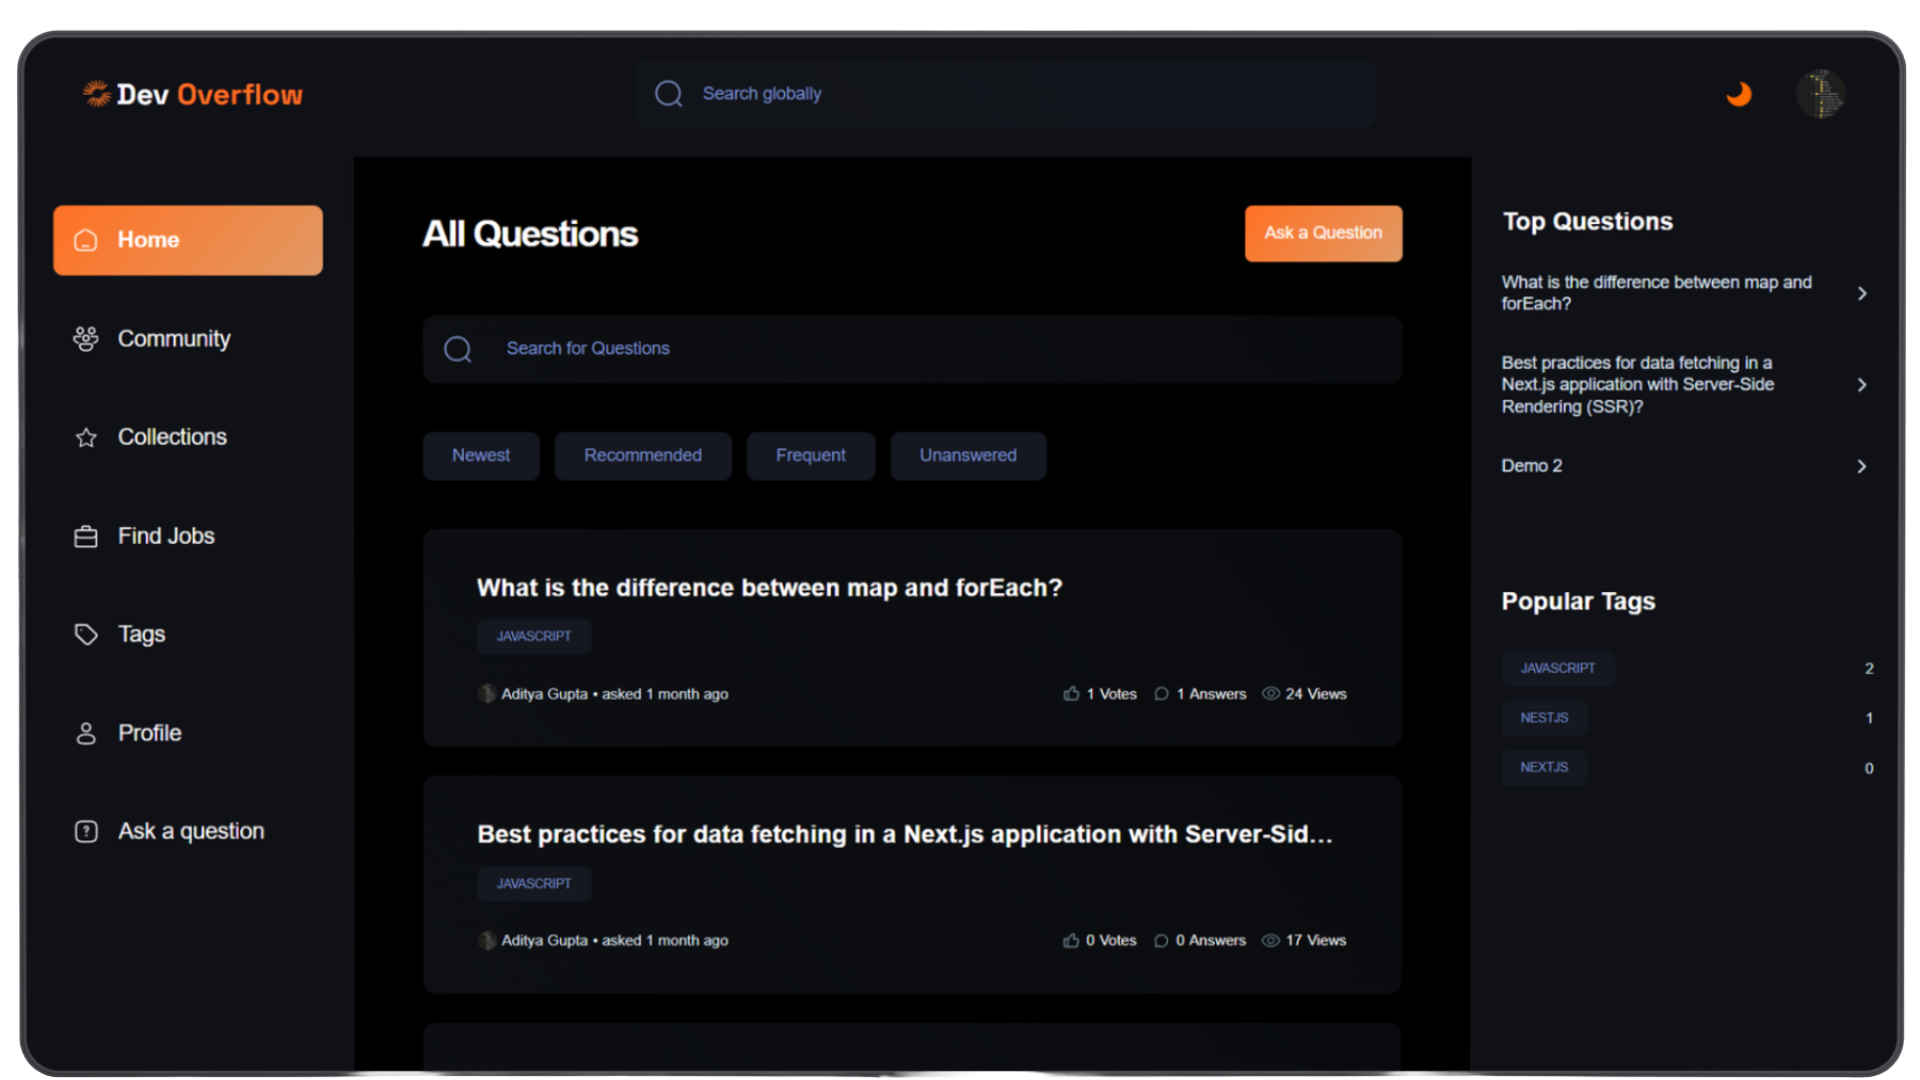 Dev Overflow
Search globally
Home
Community
Collections
Find Jobs
Tags
Profile
Ask a question
All Questions
Ask a Question
Search for Questions
Newest
Recommended
Frequent
Unanswered
What is the difference between map and forEach?
JAVASCRIPT
Aditya Gupta • asked 1 month ago
1 Votes
1 Answers
24 Views
Best practices for data fetching in a Next.js application with Server-Sid...
JAVASCRIPT
Aditya Gupta • asked 1 month ago
0 Votes
0 Answers
17 Views
Top Questions
What is the difference between map and
forEach?
Best practices for data fetching in a
Next.js application with Server-Side
Rendering (SSR)?
Demo 2
Popular Tags
JAVASCRIPT 2
NESTJS 1
NEXTJS 0